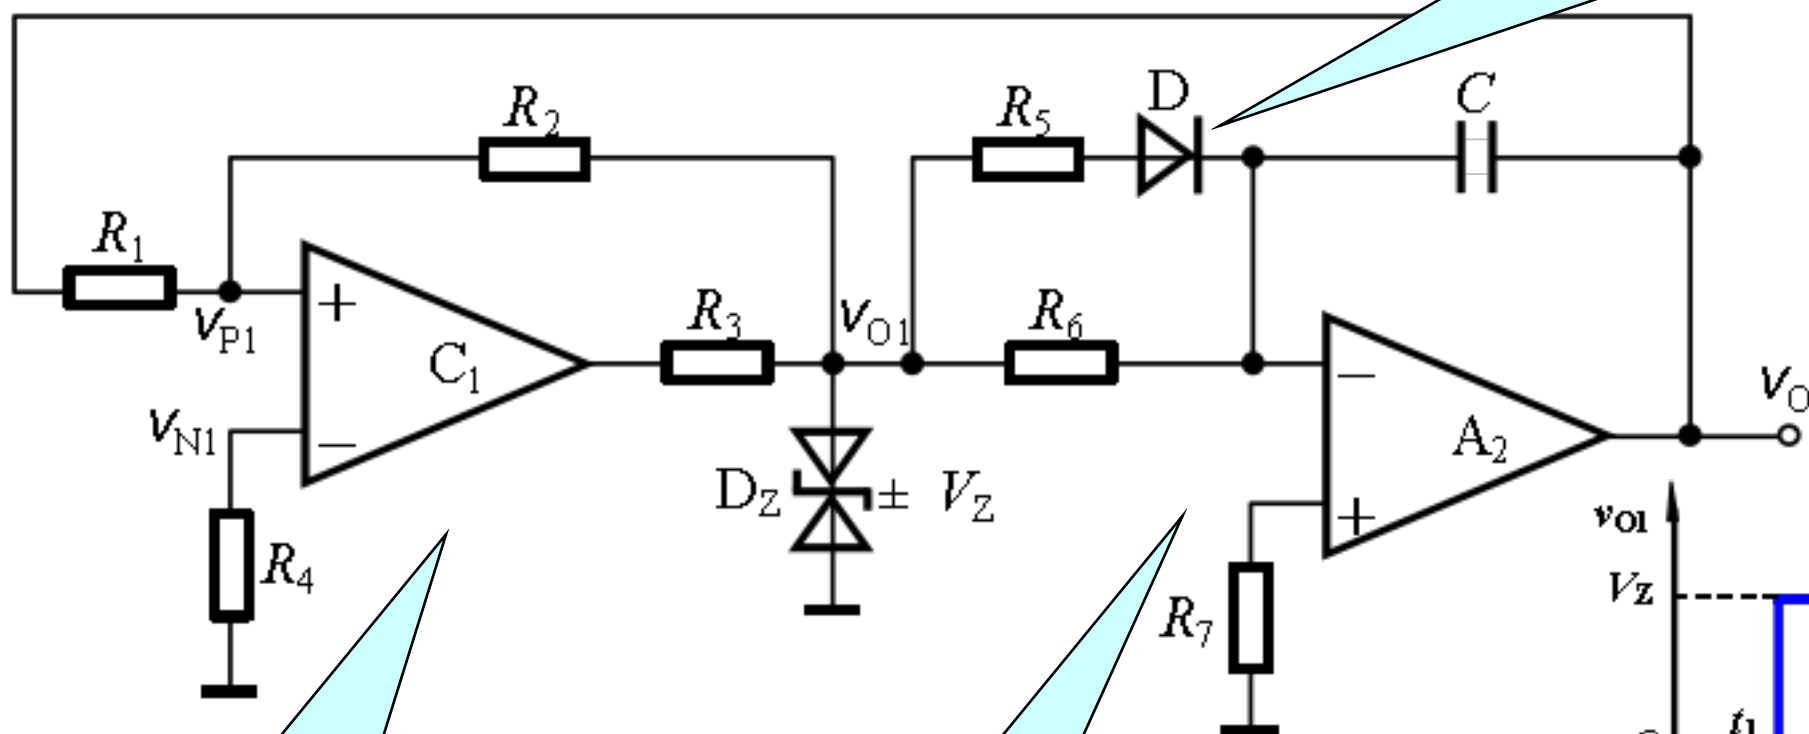 D
C
R2
R5
R1
+
vP1
C1
R3
vO1
R6
vN1
−
−
vO
A2
DZ
± VZ
+
vO1
R4
VZ
R7
t1